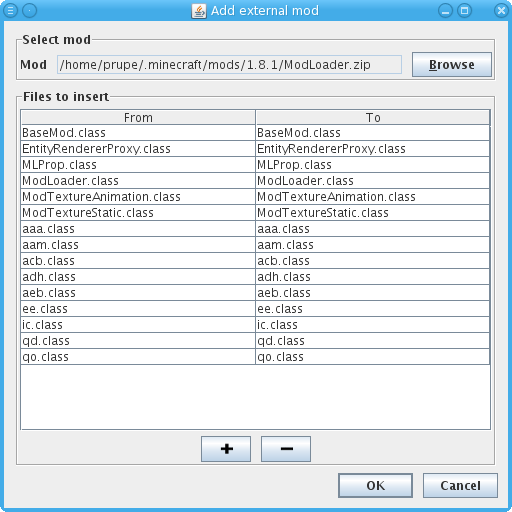 Add external mod
Select mod
Mod /home/prupe/.minecraft/mods/1.8.1/ModLoader.zip Browse
Files to insert
From To
BaseMod.class BaseMod.class
EntityRendererProxy.class EntityRendererProxy.class
MLProp.class MLProp.class
ModLoader.class ModLoader.class
ModTextureAnimation.class ModTextureAnimation.class
ModTextureStatic.class ModTextureStatic.class
aaa.class aaa.class
aam.class aam.class
acb.class acb.class
adh.class adh.class
aeb.class aeb.class
ee.class ee.class
ic.class ic.class
qd.class qd.class
qo.class qo.class
+ −
OK Cancel